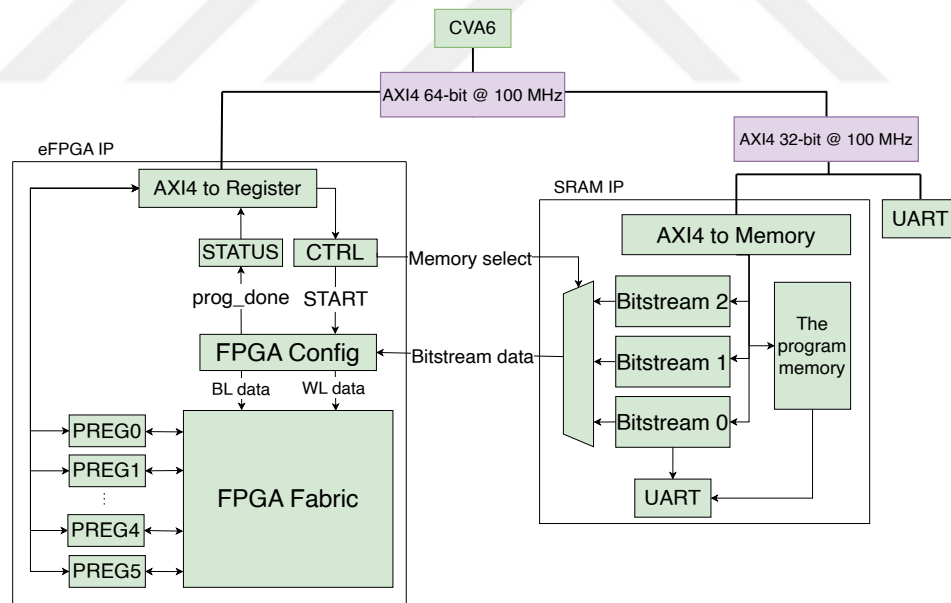 CVA6
AXI4 64-bit @ 100 MHz
AXI4 32-bit @ 100 MHz
eFPGA IP
AXI4 to Register
STATUS
CTRL
prog_done
START
FPGA Config
BL data
WL data
PREG0
PREG1
...
PREG4
PREG5
FPGA Fabric
Memory select
Bitstream data
SRAM IP
AXI4 to Memory
UART
Bitstream 2
Bitstream 1
Bitstream 0
The
program
memory
UART